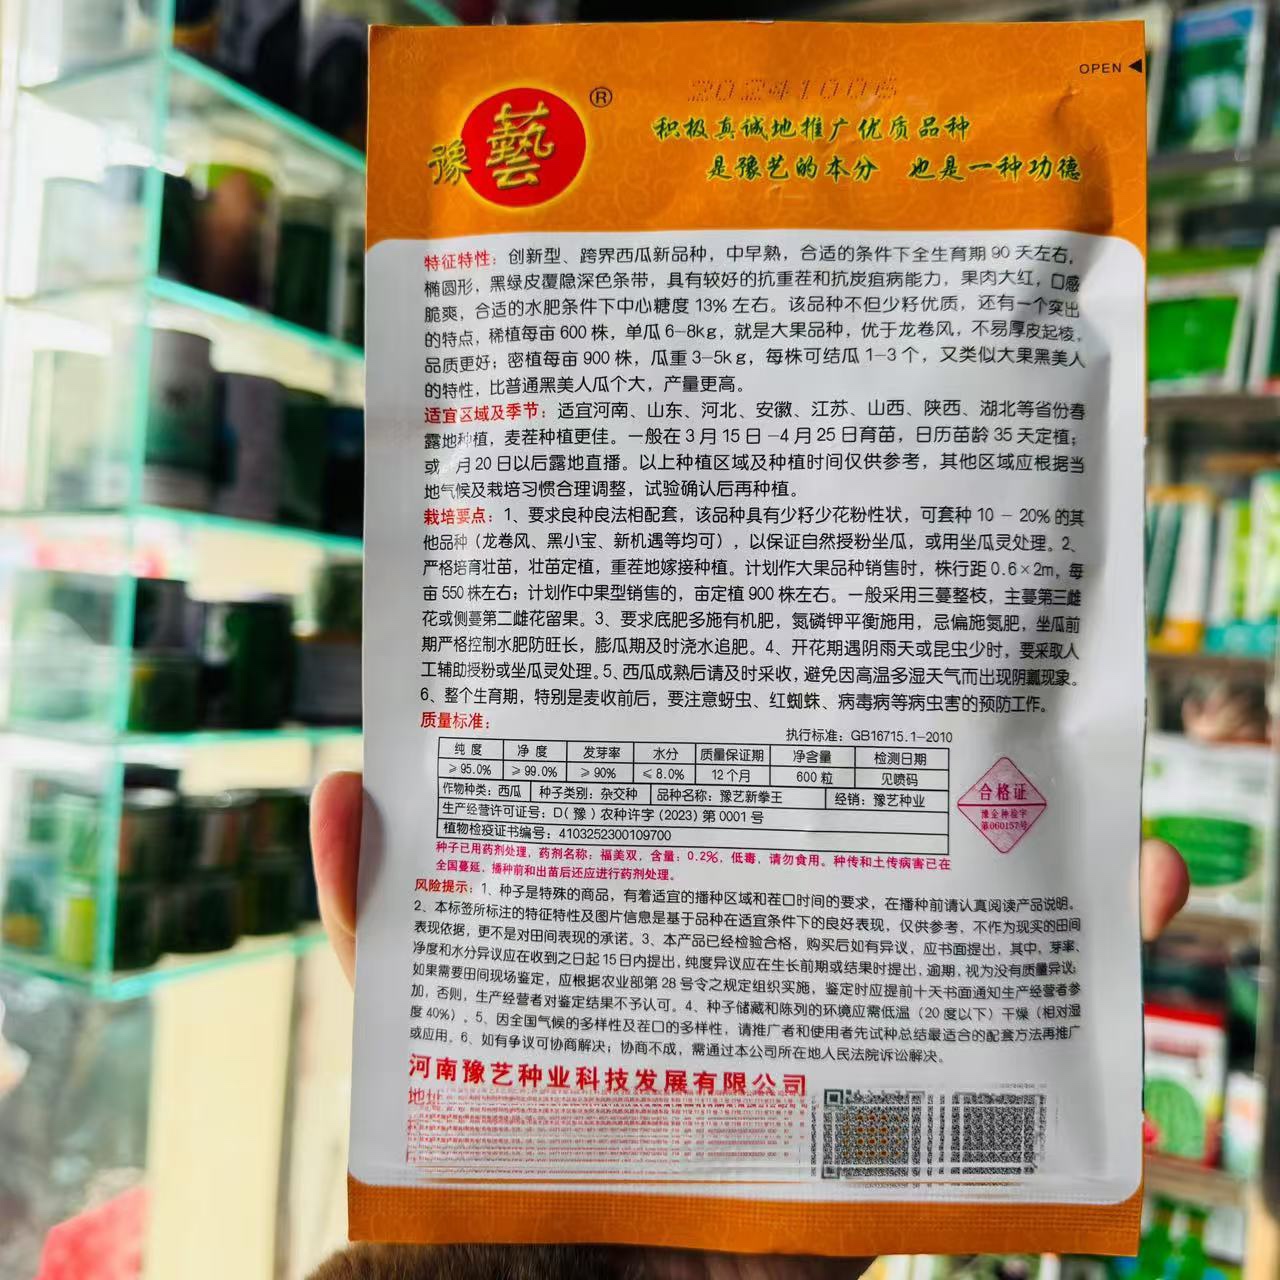 OPEN
20241006
豫藝®
积极真诚地推广优质品种
是豫艺的本分 也是一种功德
特征特性：创新型、跨界西瓜新品种，中早熟，合适的条件下全生育期 90 天左右，
椭圆形，黑绿皮覆隐深色条带，具有较好的抗重茬和抗炭疽病能力，果肉大红，口感
脆爽，合适的水肥条件下中心糖度 13% 左右。该品种不但少籽优质，还有一个突出
的特点，稀植每亩 600 株，单瓜 6-8kg，就是大果品种，优于龙卷风，不易厚皮起棱，
品质更好；密植每亩 900 株，瓜重 3-5kg，每株可结瓜 1-3 个，又类似大果黑美人
的特性，比普通黑美人瓜个大，产量更高。
适宜区域及季节：适宜河南、山东、河北、安徽、江苏、山西、陕西、湖北等省份春
露地种植，麦茬种植更佳。一般在 3 月 15 日 -4 月 25 日育苗，日历苗龄 35 天定植；
或 月 20 日以后露地直播。以上种植区域及种植时间仅供参考，其他区域应根据当
地气候及栽培习惯合理调整，试验确认后再种植。
栽培要点：1、要求良种良法相配套，该品种具有少籽少花粉性状，可套种 10 - 20% 的其
他品种（龙卷风、黑小宝、新机遇等均可），以保证自然授粉坐瓜，或用坐瓜灵处理。2、
严格培育壮苗，壮苗定植，重茬地嫁接种植。计划作大果品种销售时，株行距 0.6×2m，每
亩 550 株左右；计划作中果型销售的，亩定植 900 株左右。一般采用三蔓整枝，主蔓第三雌
花或侧蔓第二雌花留果。3、要求底肥多施有机肥，氮磷钾平衡施用，忌偏施氮肥，坐瓜前
期严格控制水肥防旺长，膨瓜期及时浇水追肥。4、开花期遇阴雨天或昆虫少时，要采取人
工辅助授粉或坐瓜灵处理。5、西瓜成熟后请及时采收，避免因高温多湿天气而出现阴瓤现象。
6、整个生育期，特别是麦收前后，要注意蚜虫、红蜘蛛、病毒病等病虫害的预防工作。
质量标准：
执行标准：GB16715.1-2010
纯 度 净 度 发芽率 水分 质量保证期 净含量 检测日期
≥95.0% ≥99.0% ≥90% ≤8.0% 12 个月 600 粒 见喷码
作物种类：西瓜 种子类别：杂交种 品种名称：豫艺新拳王 经销：豫艺种业
生产经营许可证号：D（豫）农种许字 (2023) 第 0001 号
植物检疫证书编号：4103252300109700
合格证
豫金种检字
第060157号
种子已用药剂处理，药剂名称：福美双，含量：0.2%，低毒，请勿食用。种传和土传病害已在
全国蔓延，播种前和出苗后还应进行药剂处理。
风险提示：1、种子是特殊的商品，有着适宜的播种区域和茬口时间的要求，在播种前请认真阅读产品说明。
2、本标签所标注的特征特性及图片信息是基于品种在适宜条件下的良好表现，仅供参考，不作为现实的田间
表现依据，更不是对田间表现的承诺。3、本产品已经检验合格，购买后如有异议，应书面提出，其中，芽率、
净度和水分异议应在收到之日起 15 日内提出，纯度异议应在生长前期或结果时提出，逾期，视为没有质量异议；
如果需要田间现场鉴定，应根据农业部第 28 号令之规定组织实施，鉴定时应提前十天书面通知生产经营者参
加，否则，生产经营者对鉴定结果不予认可。4、种子储藏和陈列的环境应需低温（20 度以下）干燥（相对湿
度 40%）。5、因全国气候的多样性及茬口的多样性，请推广者和使用者先试种总结最适合的配套方法再推广
或应用。6、如有争议可协商解决；协商不成，需通过本公司所在地人民法院诉讼解决。
河南豫艺种业科技发展有限公司
地址